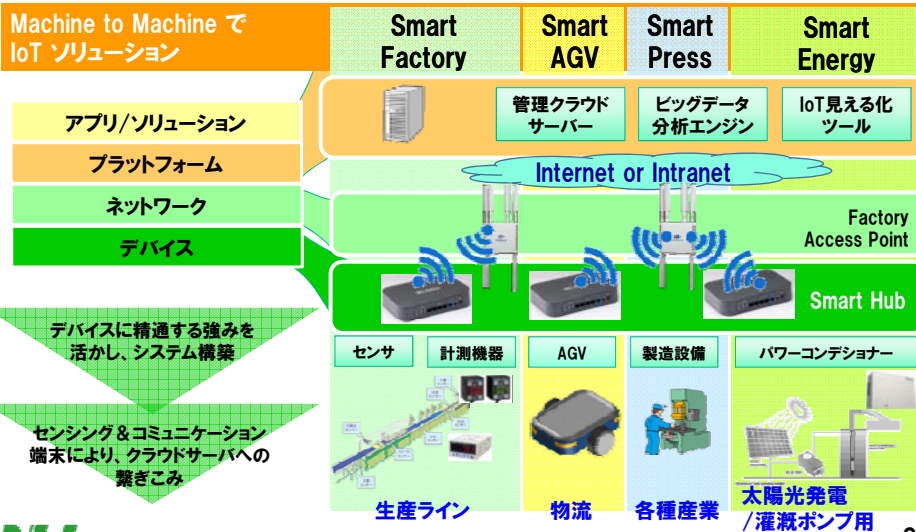 Machine to Machine で
IoT ソリューション
Smart
Factory
Smart
AGV
Smart
Press
Smart
Energy
アプリ/ソリューション
プラットフォーム
ネットワーク
デバイス
管理クラウド
サーバー
ビッグデータ
分析エンジン
IoT見える化
ツール
Internet or Intranet
Factory
Access Point
Smart Hub
デバイスに精通する強みを
活かし、システム構築
センシング&コミュニケーション
端末により、クラウドサーバへの
繋ぎこみ
センサ
計測機器
AGV
製造設備
パワーコンデショナー
生産ライン
物流
各種産業
太陽光発電
/灌漑ポンプ用